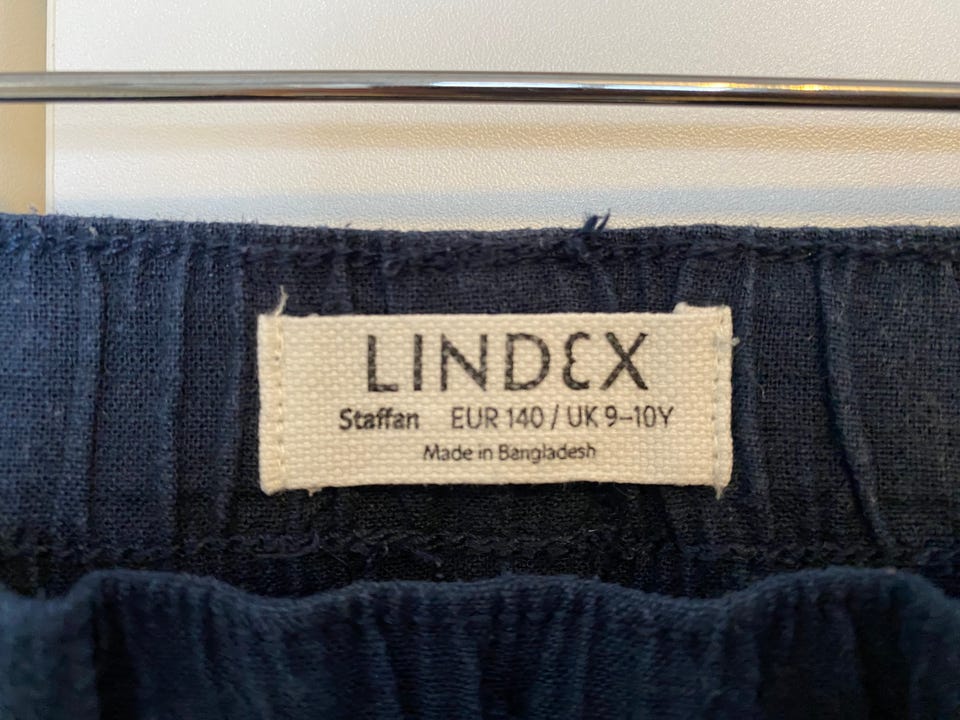 LINDEX
Staffan EUR 140 / UK 9–10Y
Made in Bangladesh